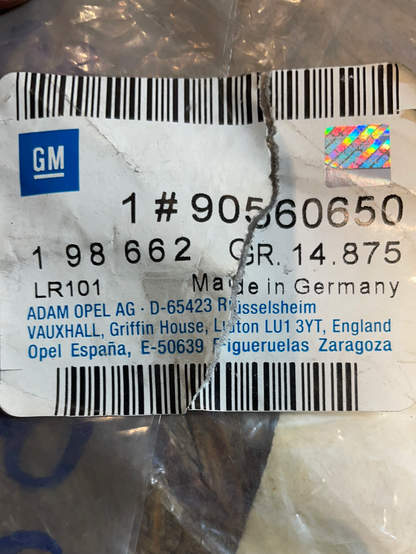 GM
1 # 90560650
1 98 662 GR. 14.875
LR101 Made in Germany
ADAM OPEL AG · D-65423 Rüsselsheim
VAUXHALL, Griffin House, Luton LU1 3YT, England
Opel España, E-50639 Figueruelas Zaragoza